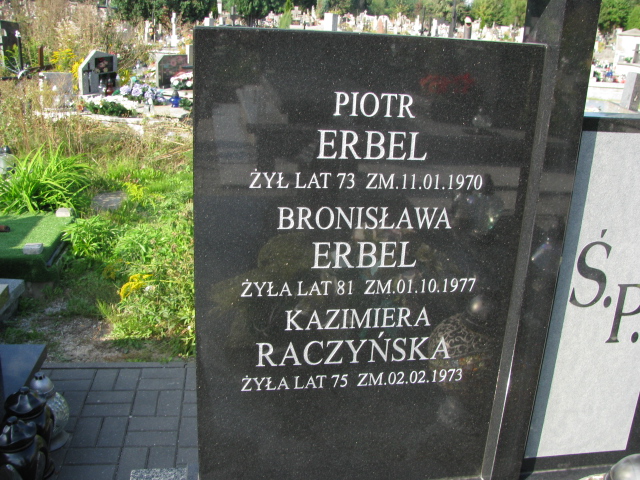 PIOTR
ERBEL
ŻYŁ LAT 73 ZM.11.01.1970
BRONISŁAWA
ERBEL
ŻYŁA LAT 81 ZM.01.10.1977
KAZIMIERA
RACZYŃSKA
ŻYŁA LAT 75 ZM.02.02.1973
Ś.P.